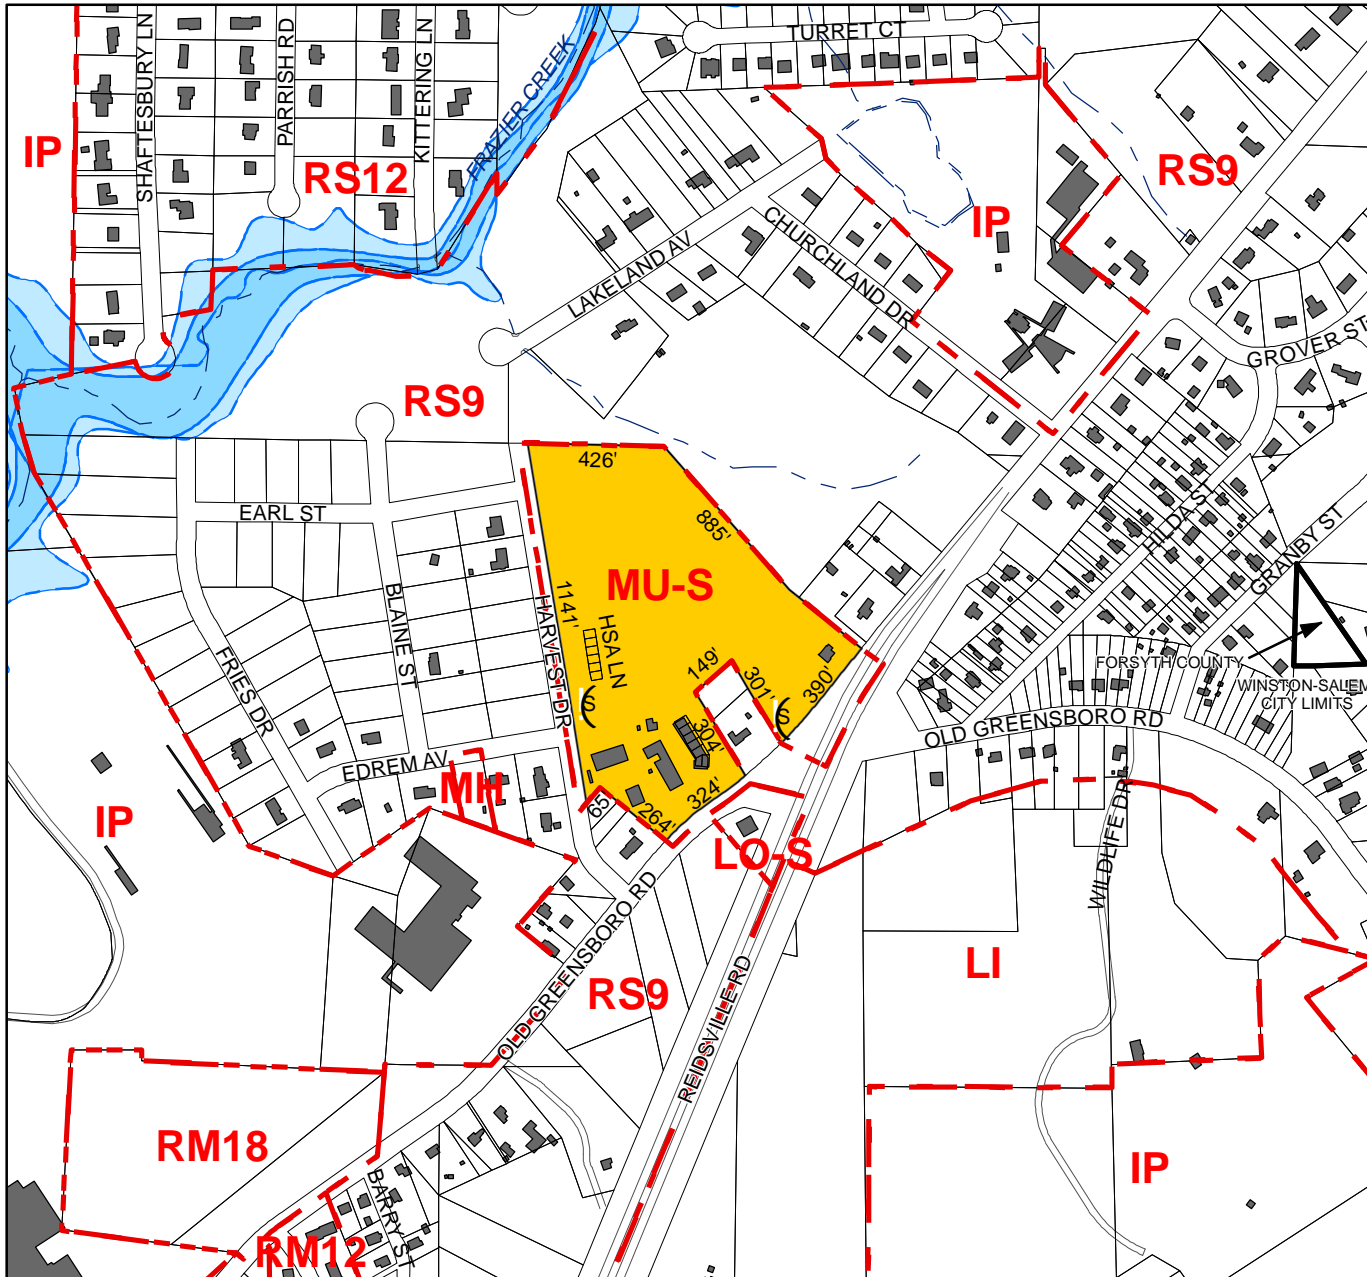 TURRET CT
SHAFTESBURY LN
PARRISH RD
KITTERING LN
FRAZIER CREEK
IP
RS12
RS9
IP
CHURCHLAND DR
LAKELAND AV
GROVER ST
RS9
426'
885'
EARL ST
HILDA ST
GRANBY ST
MU-S
1141'
HSA LN
BLAINE ST
HARVEST DR
FRIES DR
149'
301'
390'
304'
S
S
FORSYTH COUNTY
WINSTON-SALEM
CITY LIMITS
OLD GREENSBORO RD
EDREM AV
MH
65'
264'
324'
IP
LO-S
WILDLIFE DR
OLD GREENSBORO RD
LI
RS9
REIDSVILLE RD
RM18
IP
BARRY ST
RM12